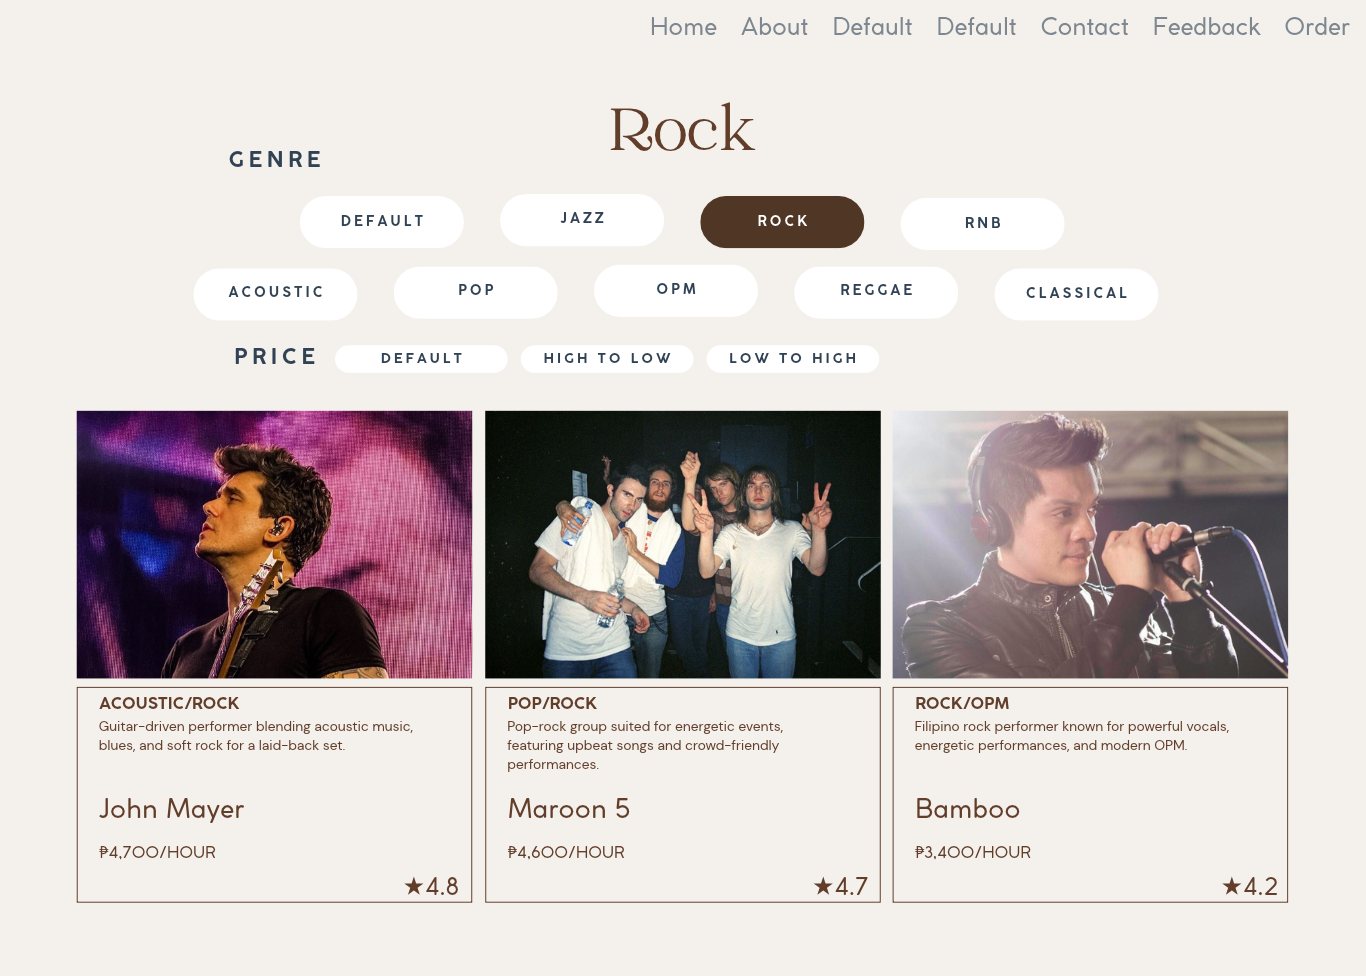 Home About Default Default Contact Feedback Order
Rock
GENRE
DEFAULT JAZZ ROCK RNB
ACOUSTIC POP OPM REGGAE CLASSICAL
PRICE DEFAULT HIGH TO LOW LOW TO HIGH
ACOUSTIC/ROCK
Guitar-driven performer blending acoustic music,
blues, and soft rock for a laid-back set.
John Mayer
₱4,700/HOUR
★4.8
POP/ROCK
Pop-rock group suited for energetic events,
featuring upbeat songs and crowd-friendly
performances.
Maroon 5
₱4,600/HOUR
★4.7
ROCK/OPM
Filipino rock performer known for powerful vocals,
energetic performances, and modern OPM.
Bamboo
₱3,400/HOUR
★4.2